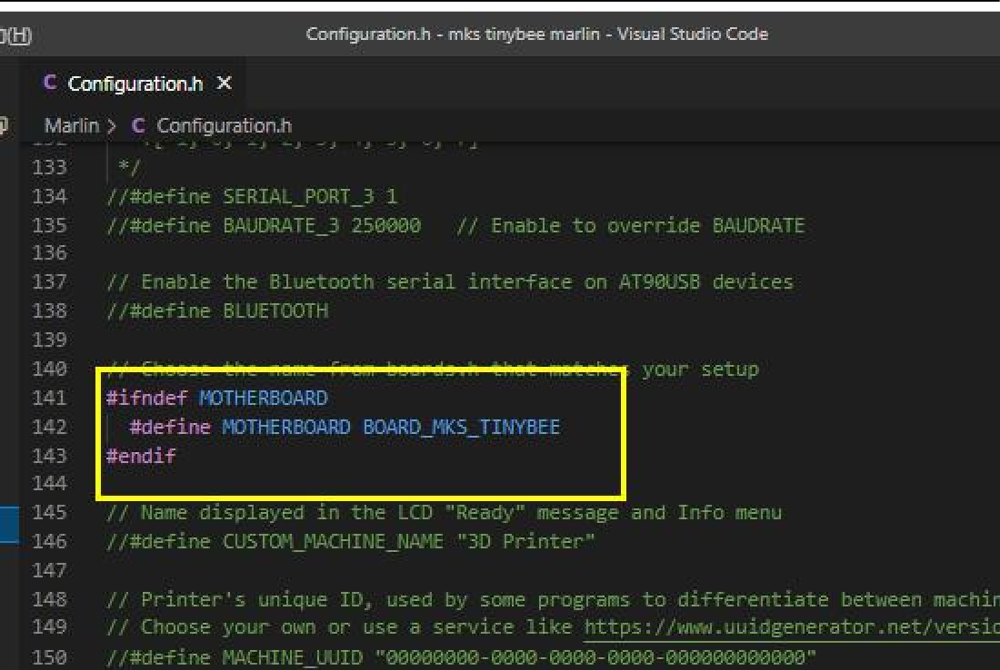 (H)
Configuration.h - mks tinybee marlin - Visual Studio Code
C Configuration.h ×
Marlin > C Configuration.h
133 */
134 //#define SERIAL_PORT_3 1
135 //#define BAUDRATE_3 250000 // Enable to override BAUDRATE
136
137 // Enable the Bluetooth serial interface on AT90USB devices
138 //#define BLUETOOTH
139
140 // Choose the name from boards.h that matches your setup
141 #ifndef MOTHERBOARD
142 #define MOTHERBOARD BOARD_MKS_TINYBEE
143 #endif
144
145 // Name displayed in the LCD "Ready" message and Info menu
146 //#define CUSTOM_MACHINE_NAME "3D Printer"
147
148 // Printer's unique ID, used by some programs to differentiate between machin
149 // Choose your own or use a service like https://www.uuidgenerator.net/versio
150 //#define MACHINE_UUID "00000000-0000-0000-0000-000000000000"